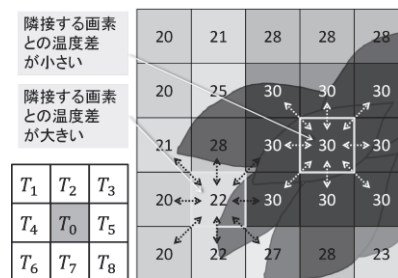 隣接する画素
との温度差
が小さい
隣接する画素
との温度差
が大きい
20 21 28 28 28
20 25 30 30 30
21 28 30 30 30
20 22 30 30 30
20 22 27 28 23
T1 T2 T3
T4 T0 T5
T6 T7 T8